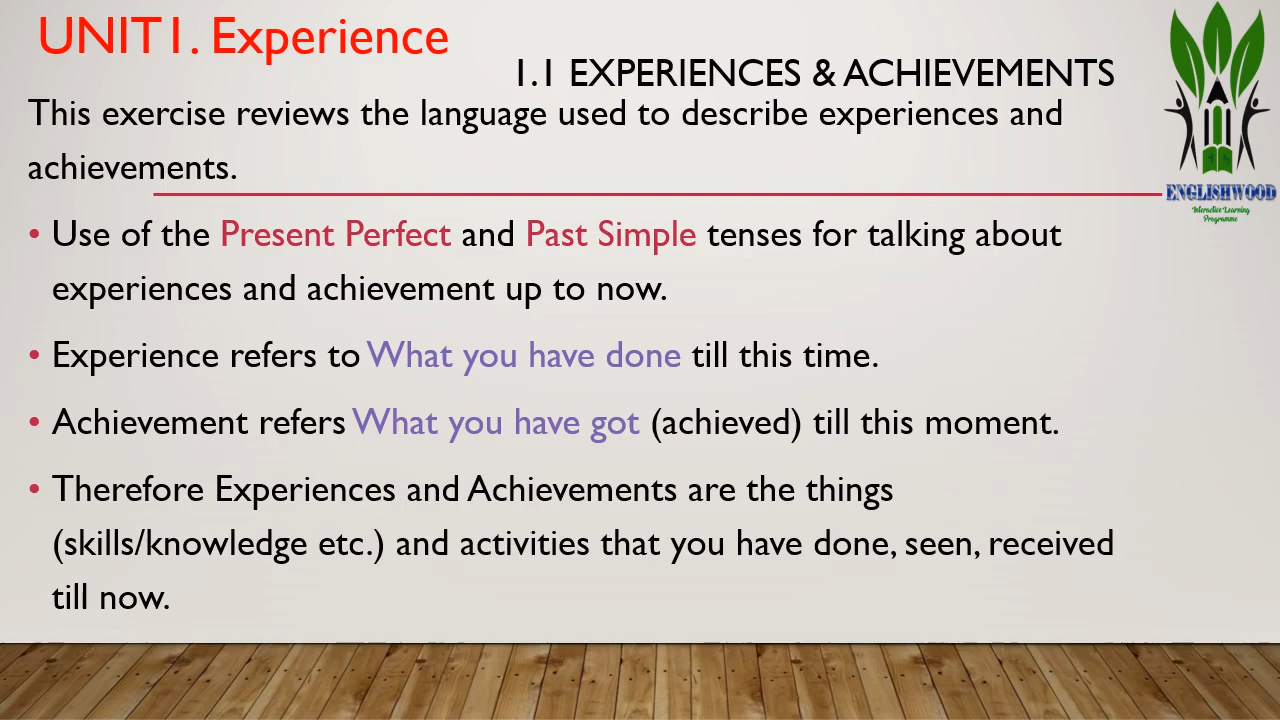 UNIT1. Experience
1.1 EXPERIENCES & ACHIEVEMENTS
This exercise reviews the language used to describe experiences and
achievements.
• Use of the Present Perfect and Past Simple tenses for talking about
experiences and achievement up to now.
• Experience refers to What you have done till this time.
• Achievement refers What you have got (achieved) till this moment.
• Therefore Experiences and Achievements are the things
(skills/knowledge etc.) and activities that you have done, seen, received
till now.
ENGLISHWOOD
Interactive Learning
Programme